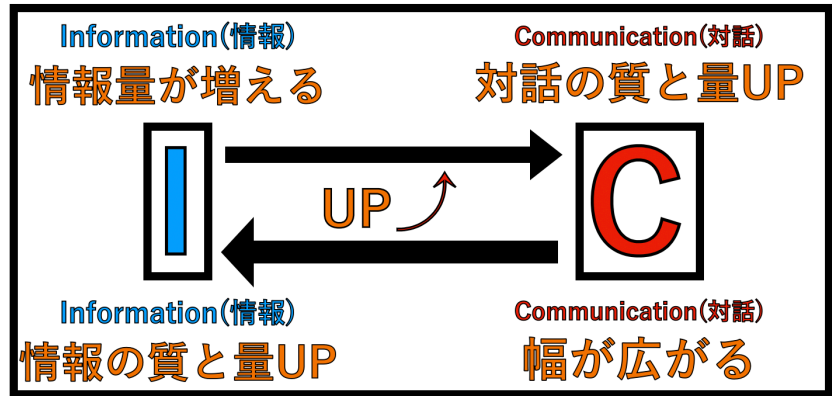 Information(情報)
Communication(対話)
情報量が増える
対話の質と量UP
I
C
UP
Information(情報)
Communication(対話)
情報の質と量UP
幅が広がる